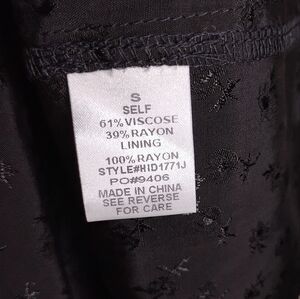 S
SELF
61%VISCOSE
39%RAYON
LINING
100%RAYON
STYLE#HID1771J
PO#9406
MADE IN CHINA
SEE REVERSE
FOR CARE